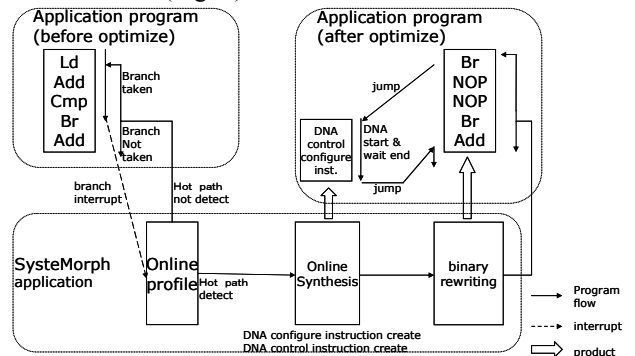 Application program
(before optimize)
Ld
Add
Cmp
Br
Add
Branch
taken
Branch
Not
taken
branch
interrupt
Hot path
not detect
Application program
(after optimize)
jump
DNA
control
configure
inst.
DNA
start &
wait end
jump
Br
NOP
NOP
Br
Add
SysteMorph
application
Online
profile
Hot path
detect
Online
Synthesis
binary
rewriting
DNA configure instruction create
DNA control instruction create
Program
flow
interrupt
product